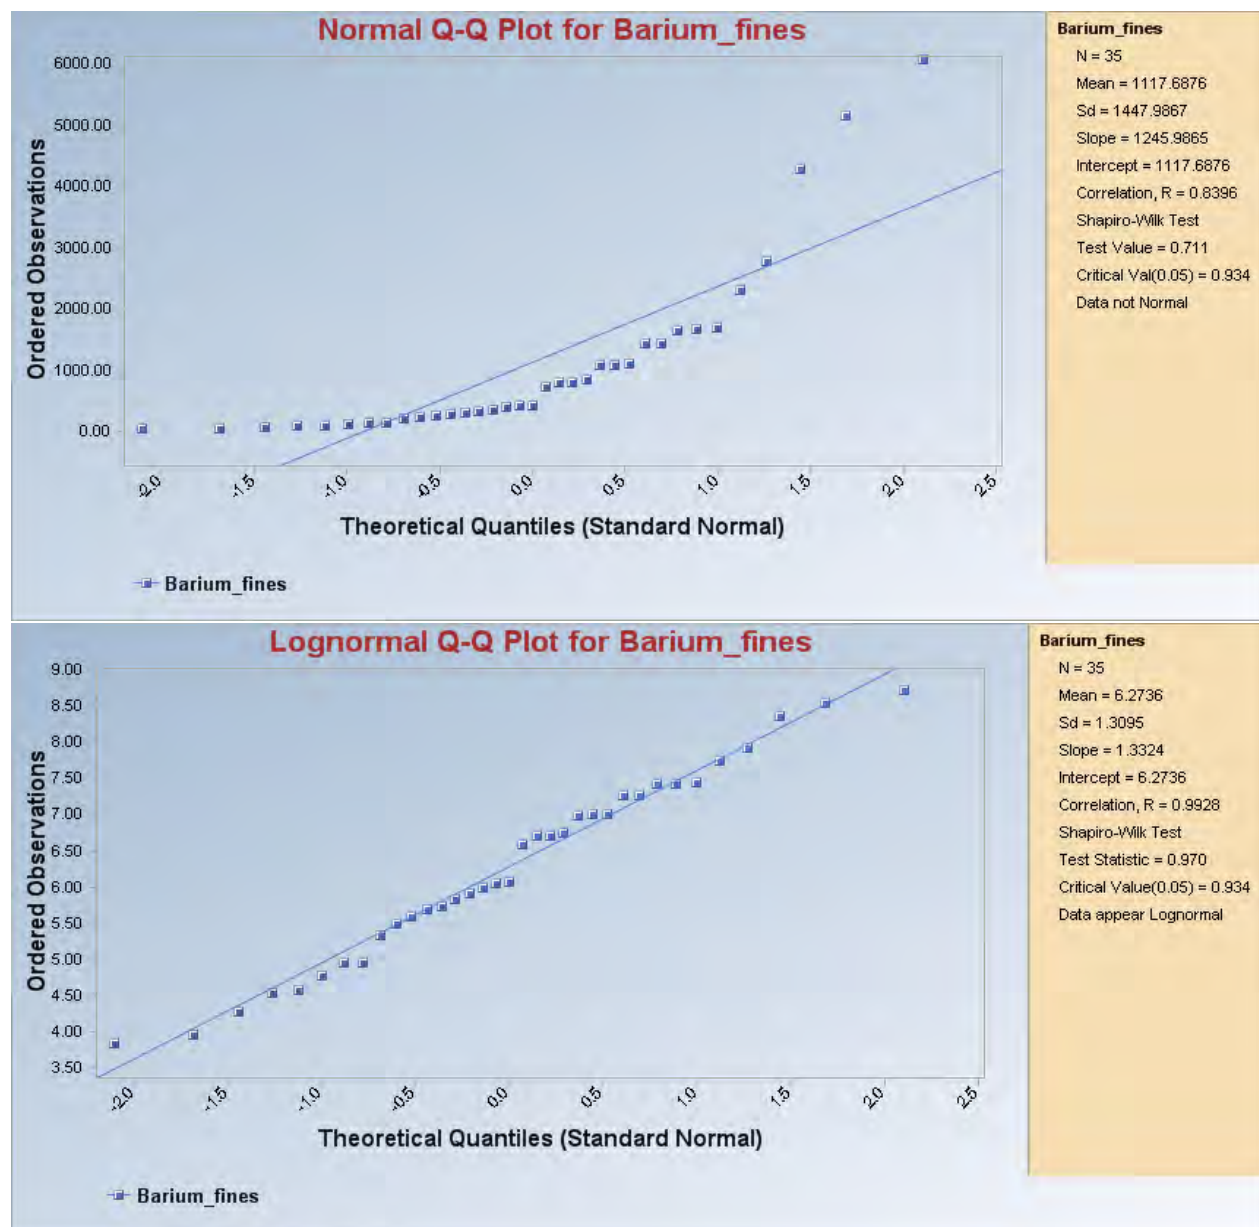 Normal Q-Q Plot for Barium_fines
6000.00
5000.00
4000.00
3000.00
2000.00
1000.00
0.00
Ordered Observations
-2.0
-1.5
-1.0
-0.5
0.0
0.5
1.0
1.5
2.0
2.5
Theoretical Quantiles (Standard Normal)
Barium_fines
Barium_fines
N = 35
Mean = 1117.6876
Sd = 1447.9867
Slope = 1245.9865
Intercept = 1117.6876
Correlation, R = 0.8396
Shapiro-Wilk Test
Test Value = 0.711
Critical Val(0.05) = 0.934
Data not Normal
Lognormal Q-Q Plot for Barium_fines
9.00
8.50
8.00
7.50
7.00
6.50
6.00
5.50
5.00
4.50
4.00
3.50
Ordered Observations
-2.0
-1.5
-1.0
-0.5
0.0
0.5
1.0
1.5
2.0
2.5
Theoretical Quantiles (Standard Normal)
Barium_fines
Barium_fines
N = 35
Mean = 6.2736
Sd = 1.3095
Slope = 1.3324
Intercept = 6.2736
Correlation, R = 0.9928
Shapiro-Wilk Test
Test Statistic = 0.970
Critical Value(0.05) = 0.934
Data appear Lognormal